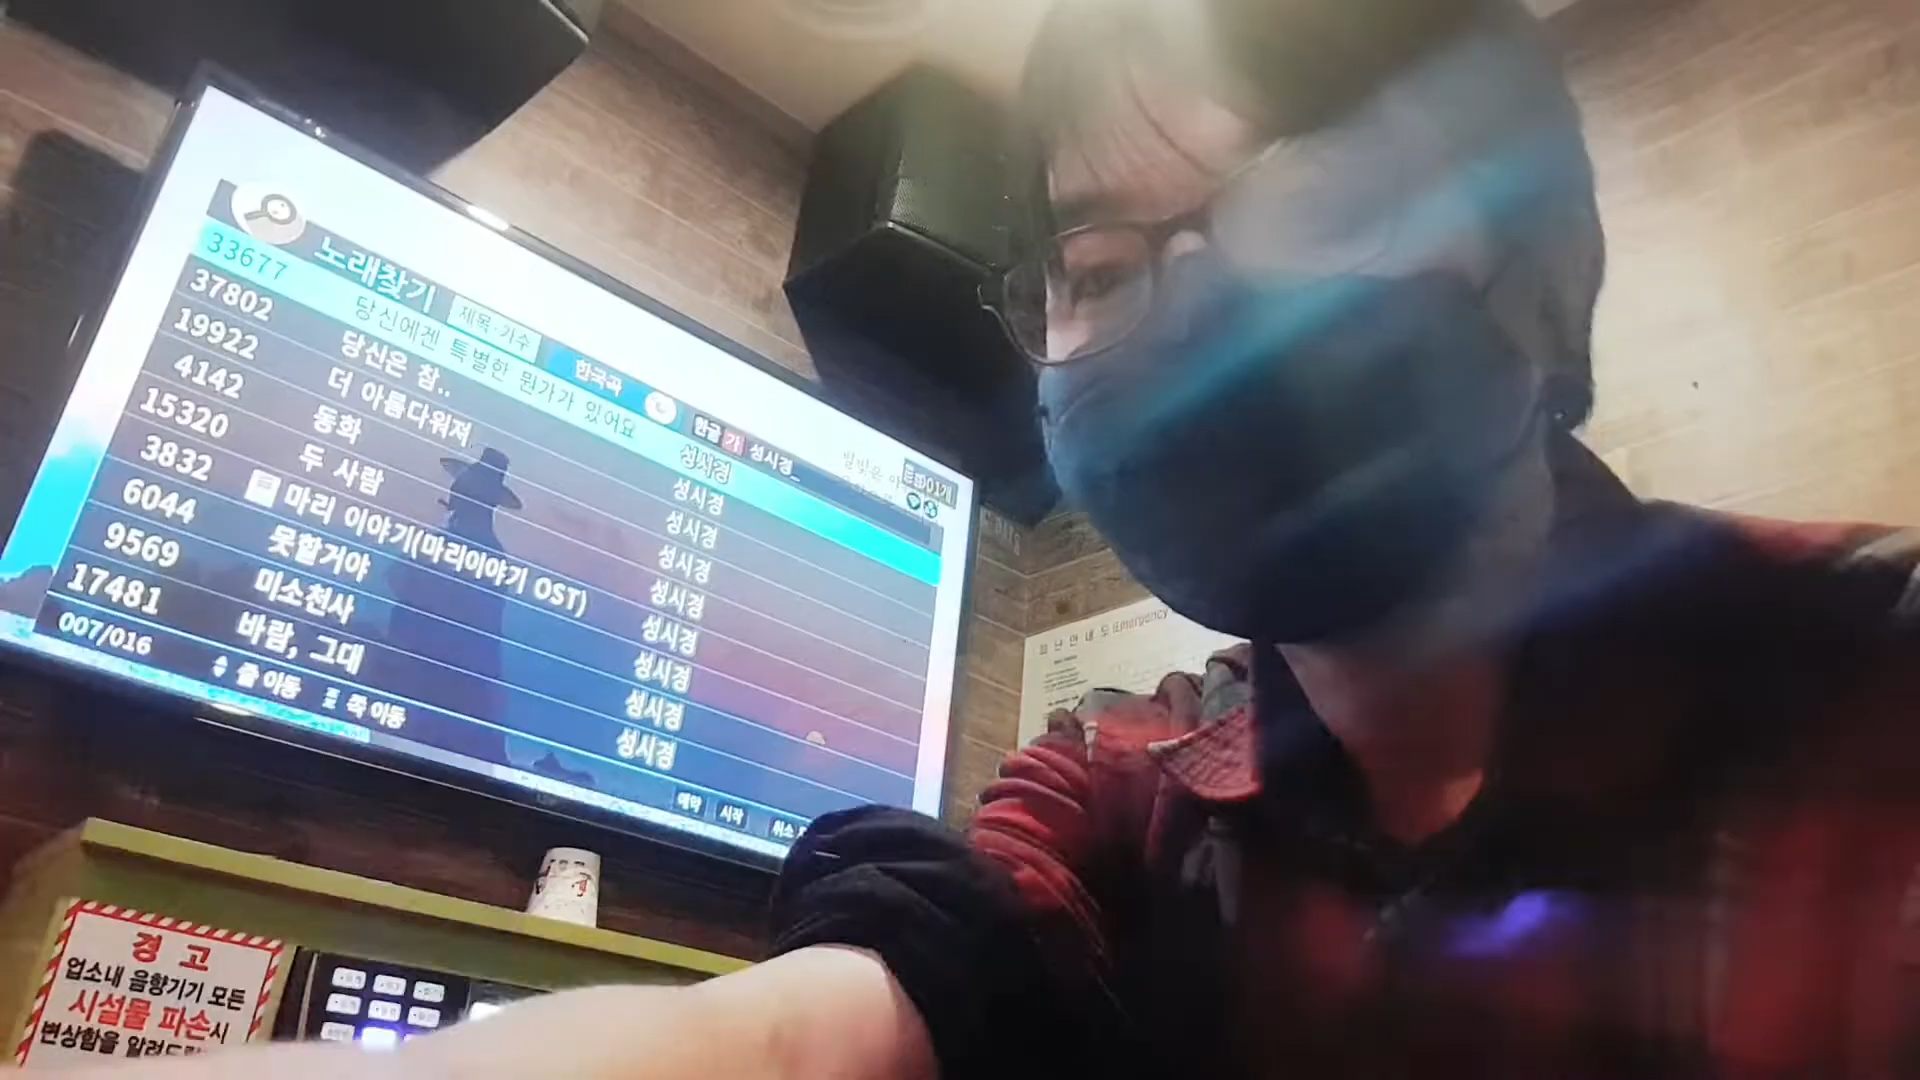 노래찾기 제목·가수 한국곡 한글 가 성시경_
33677 당신에겐 특별한 뭔가가 있어요 성시경
37802 당신은 참.. 성시경
19922 더 아름다워져 성시경
4142 동화 성시경
15320 두 사람 성시경
3832 마리 이야기(마리이야기 OST) 성시경
6044 못할거야 성시경
9569 미소천사 성시경
17481 바람, 그대 성시경
007/016 줄 이동 쪽 이동 예약 시작 취소
Emergency
경 고
업소내 음향기기 모든
시설물 파손시
변상함을